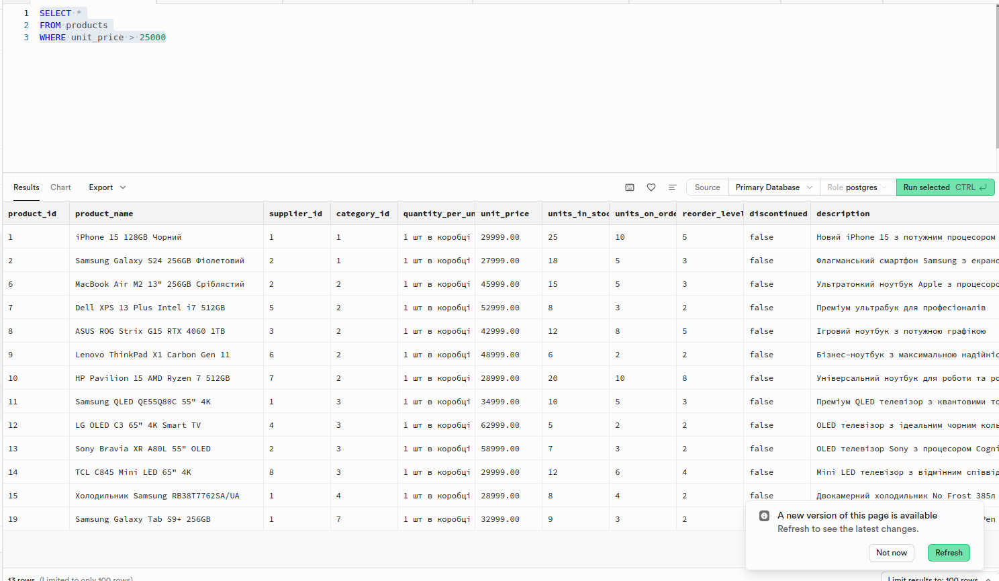 1 SELECT *
2 FROM products
3 WHERE unit_price > 25000
Results Chart Export Source Primary Database Role postgres Run selected CTRL
product_id product_name supplier_id category_id quantity_per_un unit_price units_in_stoc units_on_orde reorder_level discontinued description
1 iPhone 15 128GB Чорний 1 1 1 шт в коробці 29999.00 25 10 5 false Новий iPhone 15 з потужним процесором
2 Samsung Galaxy S24 256GB Фіолетовий 2 1 1 шт в коробці 27999.00 18 5 3 false Флагманський смартфон Samsung з екрано
6 MacBook Air M2 13" 256GB Сріблястий 2 2 1 шт в коробці 45999.00 15 5 3 false Ультратонкий ноутбук Apple з процесоро
7 Dell XPS 13 Plus Intel i7 512GB 5 2 1 шт в коробці 52999.00 8 3 2 false Преміум ультрабук для професіоналів
8 ASUS ROG Strix G15 RTX 4060 1TB 3 2 1 шт в коробці 42999.00 12 8 5 false Ігровий ноутбук з потужною графікою
9 Lenovo ThinkPad X1 Carbon Gen 11 6 2 1 шт в коробці 48999.00 6 2 2 false Бізнес-ноутбук з максимальною надійніс
10 HP Pavilion 15 AMD Ryzen 7 512GB 7 2 1 шт в коробці 28999.00 20 10 8 false Універсальний ноутбук для роботи та ро
11 Samsung QLED QE55Q80C 55" 4K 1 3 1 шт в коробці 34999.00 10 5 3 false Преміум QLED телевізор з квантовими то
12 LG OLED C3 65" 4K Smart TV 4 3 1 шт в коробці 62999.00 5 2 2 false OLED телевізор з ідеальним чорним коль
13 Sony Bravia XR A80L 55" OLED 2 3 1 шт в коробці 58999.00 7 3 2 false OLED телевізор Sony з процесором Cogni
14 TCL C845 Mini LED 65" 4K 8 3 1 шт в коробці 29999.00 12 6 4 false Mini LED телевізор з відмінним співвід
15 Холодильник Samsung RB38T7762SA/UA 1 4 1 шт в коробці 28999.00 8 4 2 false Двокамерний холодильник No Frost 385л
19 Samsung Galaxy Tab S9+ 256GB 1 7 1 шт в коробці 32999.00 9 3 2 Pen
A new version of this page is available
Refresh to see the latest changes.
Not now Refresh
13 rows (Limited to only 100 rows) Limit results to: 100 rows